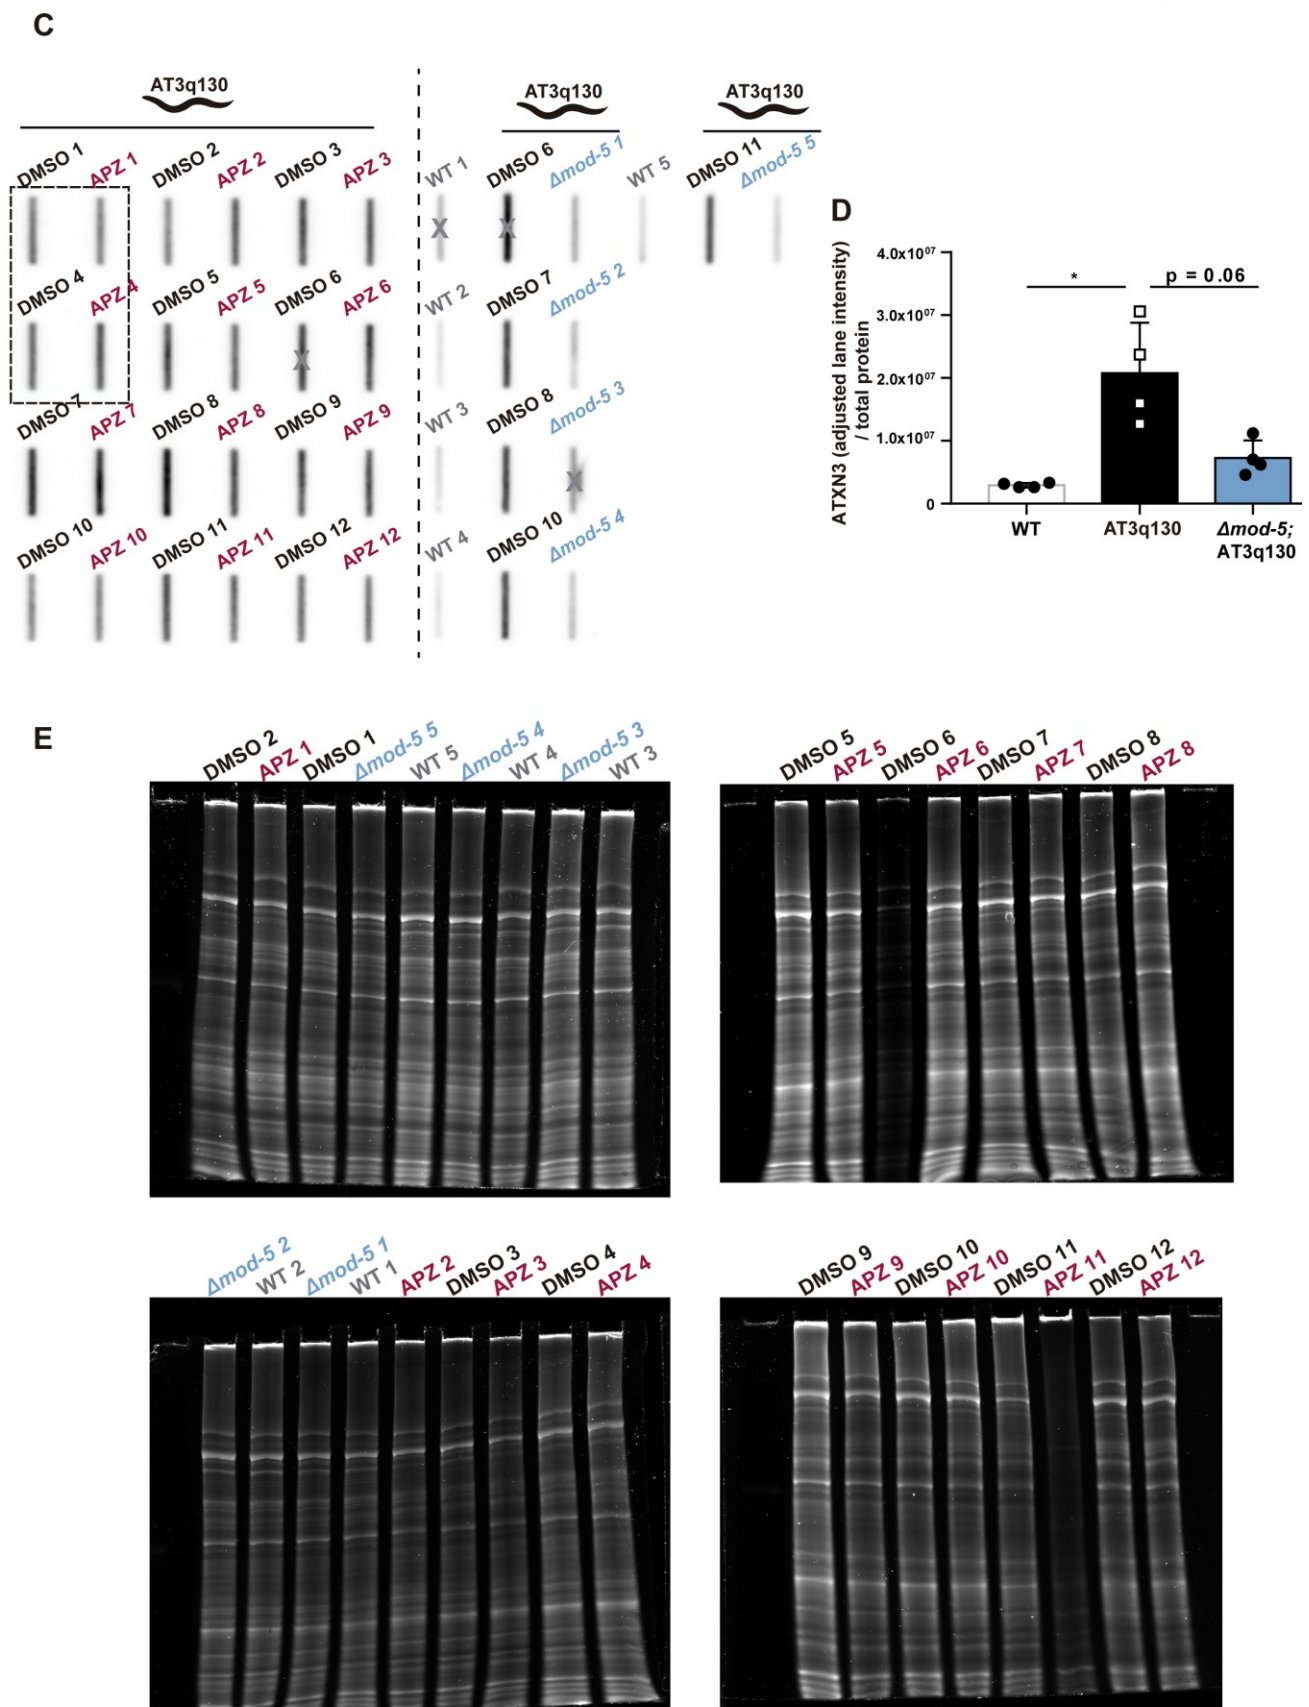 C
AT3q130
AT3q130
AT3q130
DMSO 1
APZ 1
DMSO 2
APZ 2
DMSO 3
APZ 3
WT 1
DMSO 6
Δmod-5 1
WT 5
DMSO 11
Δmod-5 5
X
X
DMSO 4
APZ 4
DMSO 5
APZ 5
DMSO 6
APZ 6
WT 2
DMSO 7
Δmod-5 2
X
DMSO 7
APZ 7
DMSO 8
APZ 8
DMSO 9
APZ 9
WT 3
DMSO 8
Δmod-5 3
X
DMSO 10
APZ 10
DMSO 11
APZ 11
DMSO 12
APZ 12
WT 4
DMSO 10
Δmod-5 4
D
ATXN3 (adjusted lane intensity)
/ total protein
4.0x10⁰⁷
3.0x10⁰⁷
2.0x10⁰⁷
1.0x10⁰⁷
0
*
p = 0.06
WT
AT3q130
Δmod-5;
AT3q130
E
DMSO 2
APZ 1
DMSO 1
Δmod-5 5
WT 5
Δmod-5 4
WT 4
Δmod-5 3
WT 3
DMSO 5
APZ 5
DMSO 6
APZ 6
DMSO 7
APZ 7
DMSO 8
APZ 8
Δmod-5 2
WT 2
Δmod-5 1
WT 1
APZ 2
DMSO 3
APZ 3
DMSO 4
APZ 4
DMSO 9
APZ 9
DMSO 10
APZ 10
DMSO 11
APZ 11
DMSO 12
APZ 12